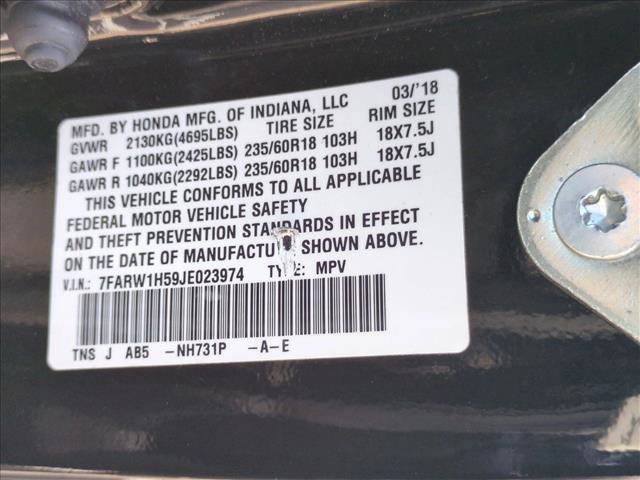 MFD. BY HONDA MFG. OF INDIANA, LLC 03/'18
GVWR 2130KG(4695LBS) TIRE SIZE RIM SIZE
GAWR F 1100KG(2425LBS) 235/60R18 103H 18X7.5J
GAWR R 1040KG(2292LBS) 235/60R18 103H 18X7.5J
THIS VEHICLE CONFORMS TO ALL APPLICABLE
FEDERAL MOTOR VEHICLE SAFETY
AND THEFT PREVENTION STANDARDS IN EFFECT
ON THE DATE OF MANUFACTU SHOWN ABOVE.
V.I.N.: 7FARW1H59JE023974 TYPE: MPV
TNS J AB5 -NH731P -A-E